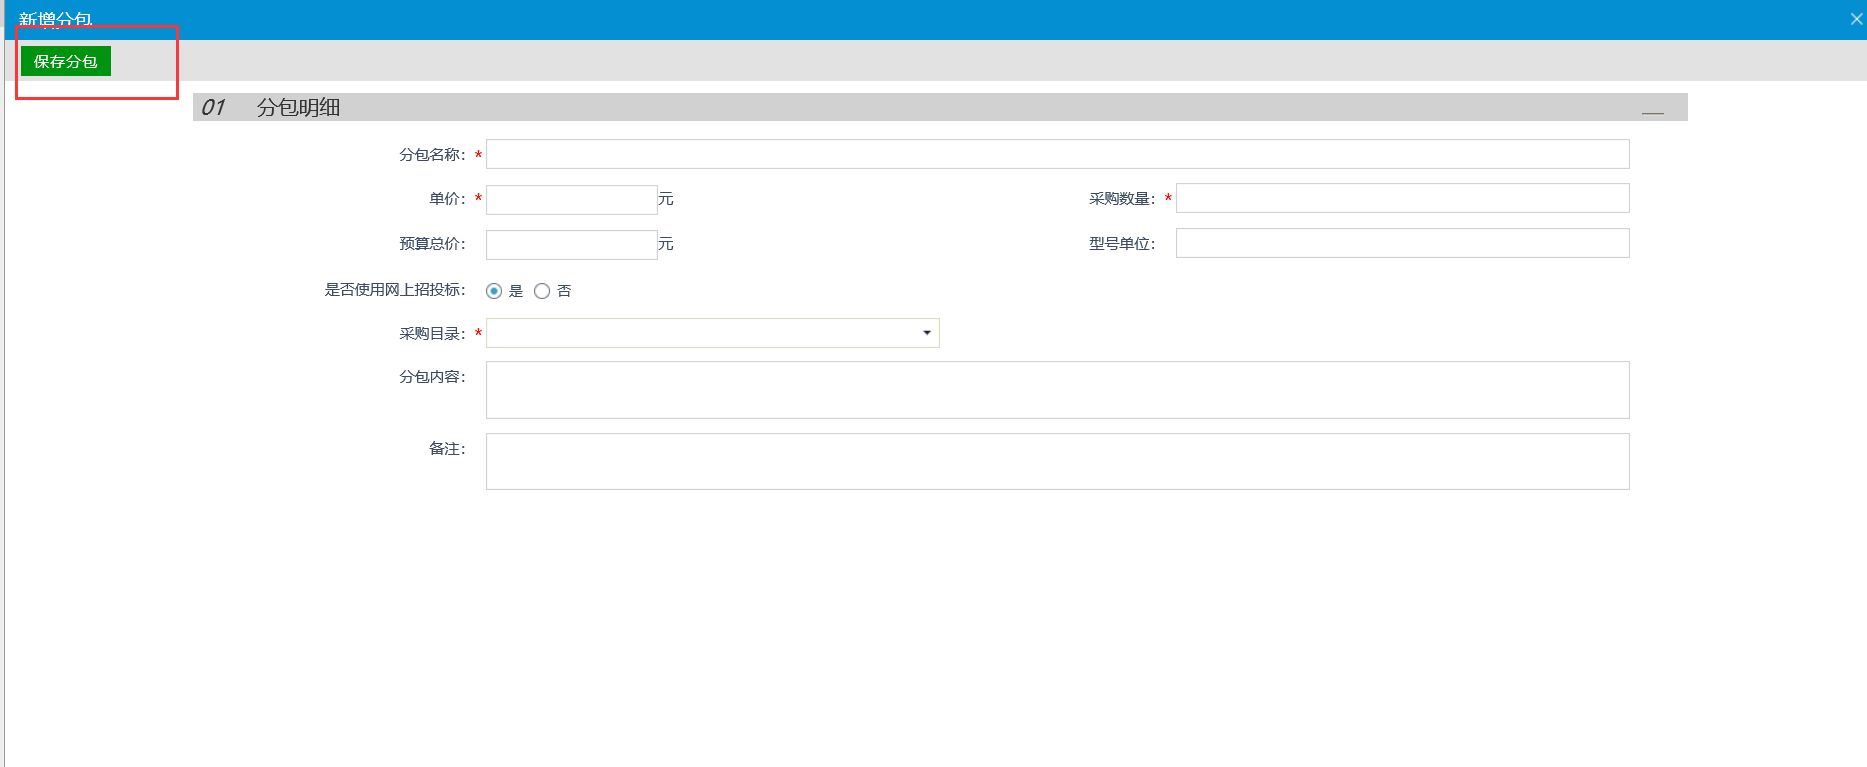 新增分包
保存分包
01 分包明细
分包名称：*
单价：* 元 采购数量：*
预算总价： 元 型号单位：
是否使用网上招投标： 是 否
采购目录：*
分包内容：
备注：